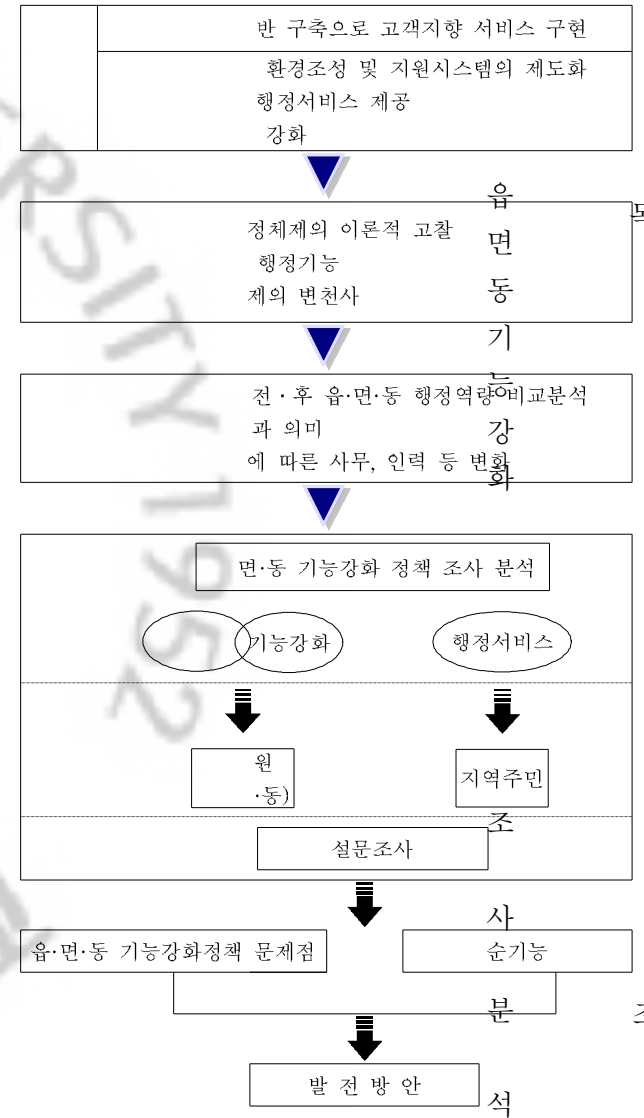 반 구축으로 고객지향 서비스 구현
환경조성 및 지원시스템의 제도화
행정서비스 제공
강화
정체제의 이론적 고찰
행정기능
제의 변천사
전·후 읍·면·동 행정역량 비교분석
과 의미
에 따른 사무, 인력 등 변화
읍면동기능강화
면·동 기능강화 정책 조사 분석
기능강화
행정서비스
원
·동)
지역주민
설문조사
조사분석
읍·면·동 기능강화정책 문제점
순기능
발 전 방 안
ERSITY 1952